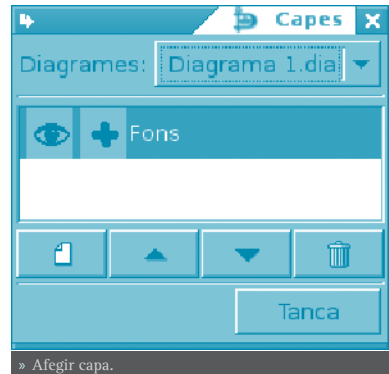 Capes
Diagrames: Diagrama 1.dia
Fons
Tanca
» Afegir capa.